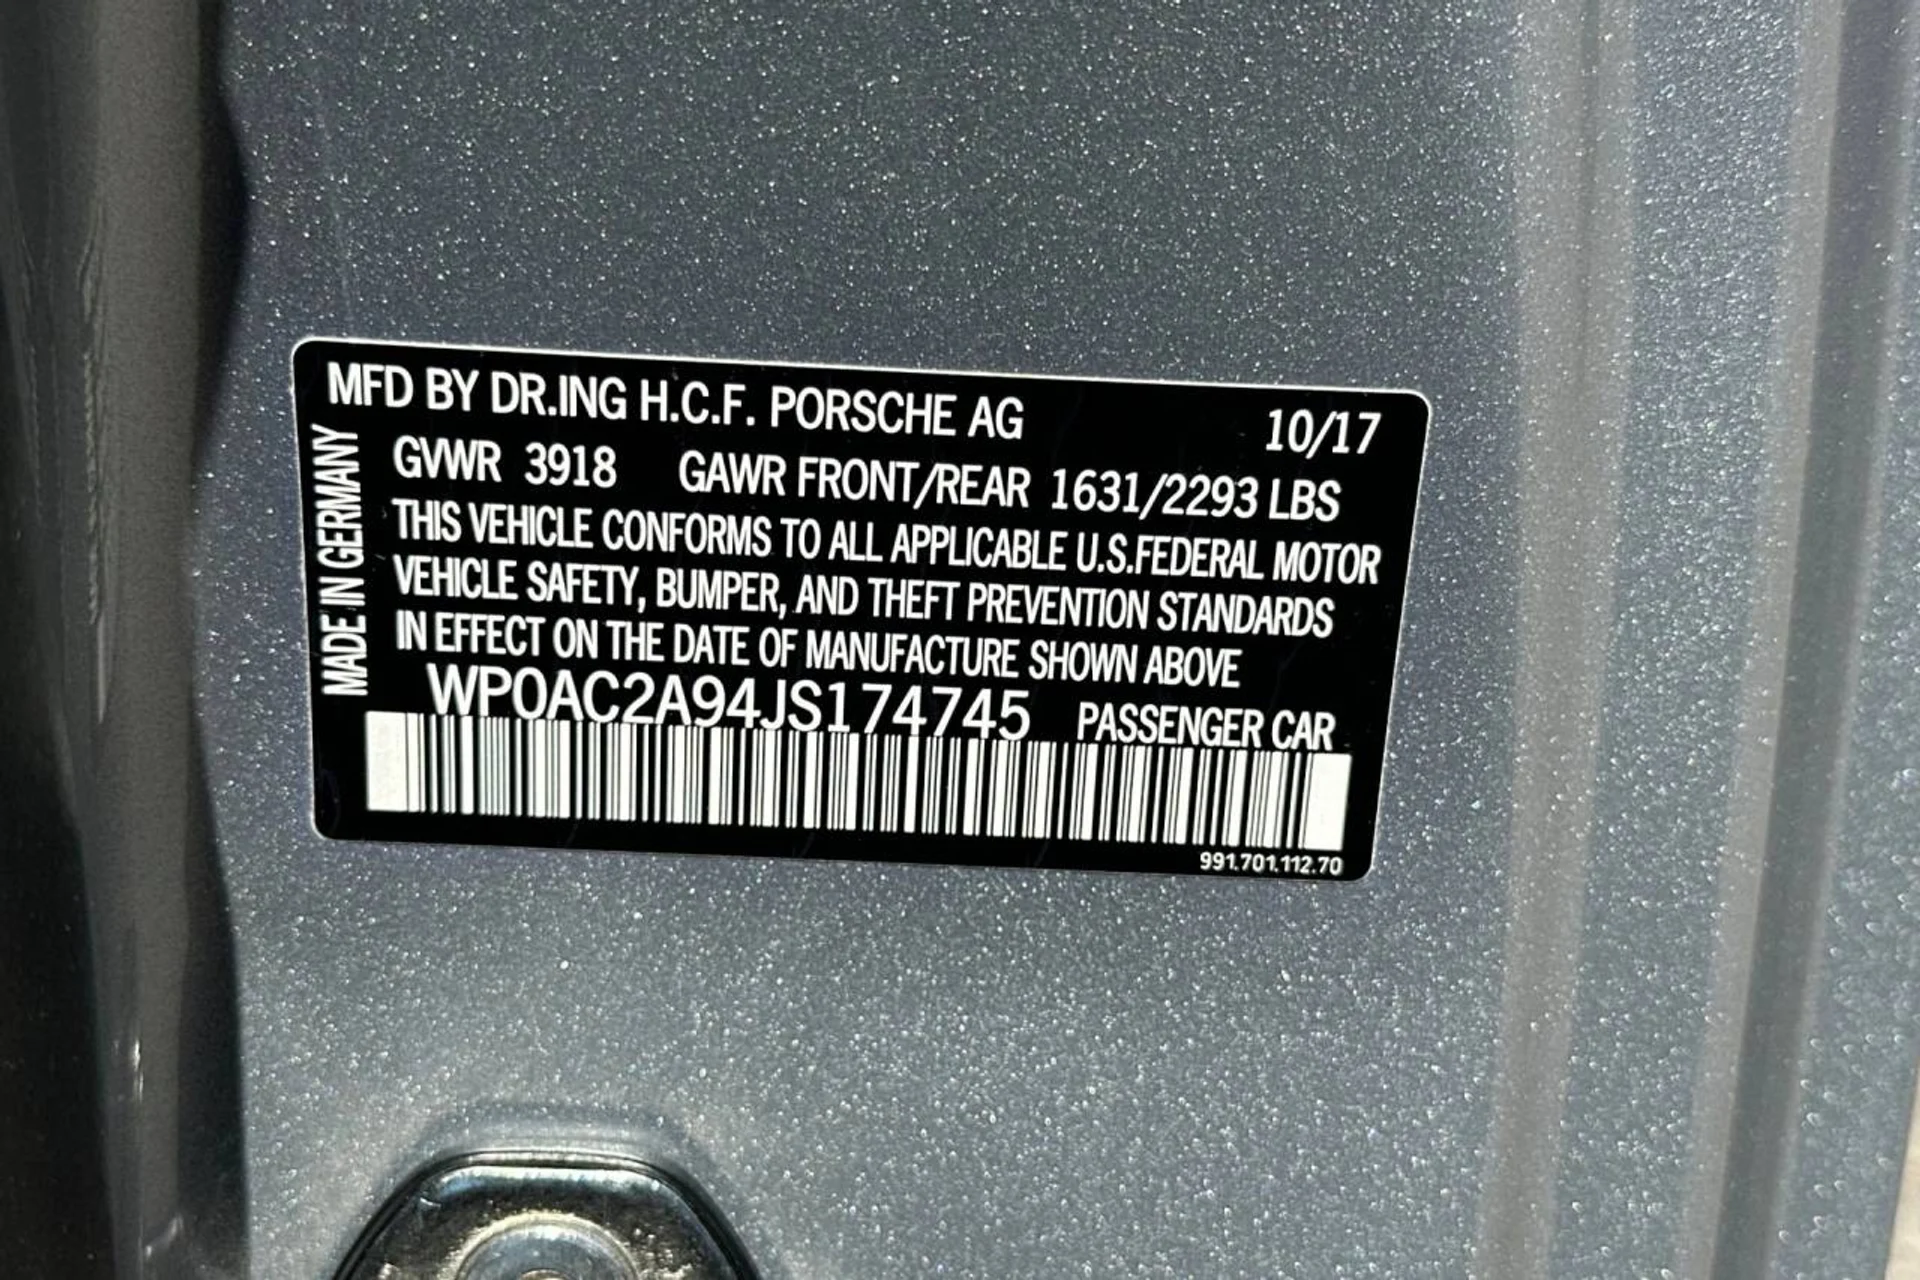 MFD BY DR.ING H.C.F. PORSCHE AG 10/17
GVWR 3918 GAWR FRONT/REAR 1631/2293 LBS
THIS VEHICLE CONFORMS TO ALL APPLICABLE U.S.FEDERAL MOTOR
VEHICLE SAFETY, BUMPER, AND THEFT PREVENTION STANDARDS
IN EFFECT ON THE DATE OF MANUFACTURE SHOWN ABOVE
WP0AC2A94JS174745 PASSENGER CAR
991.701.112.70
MADE IN GERMANY